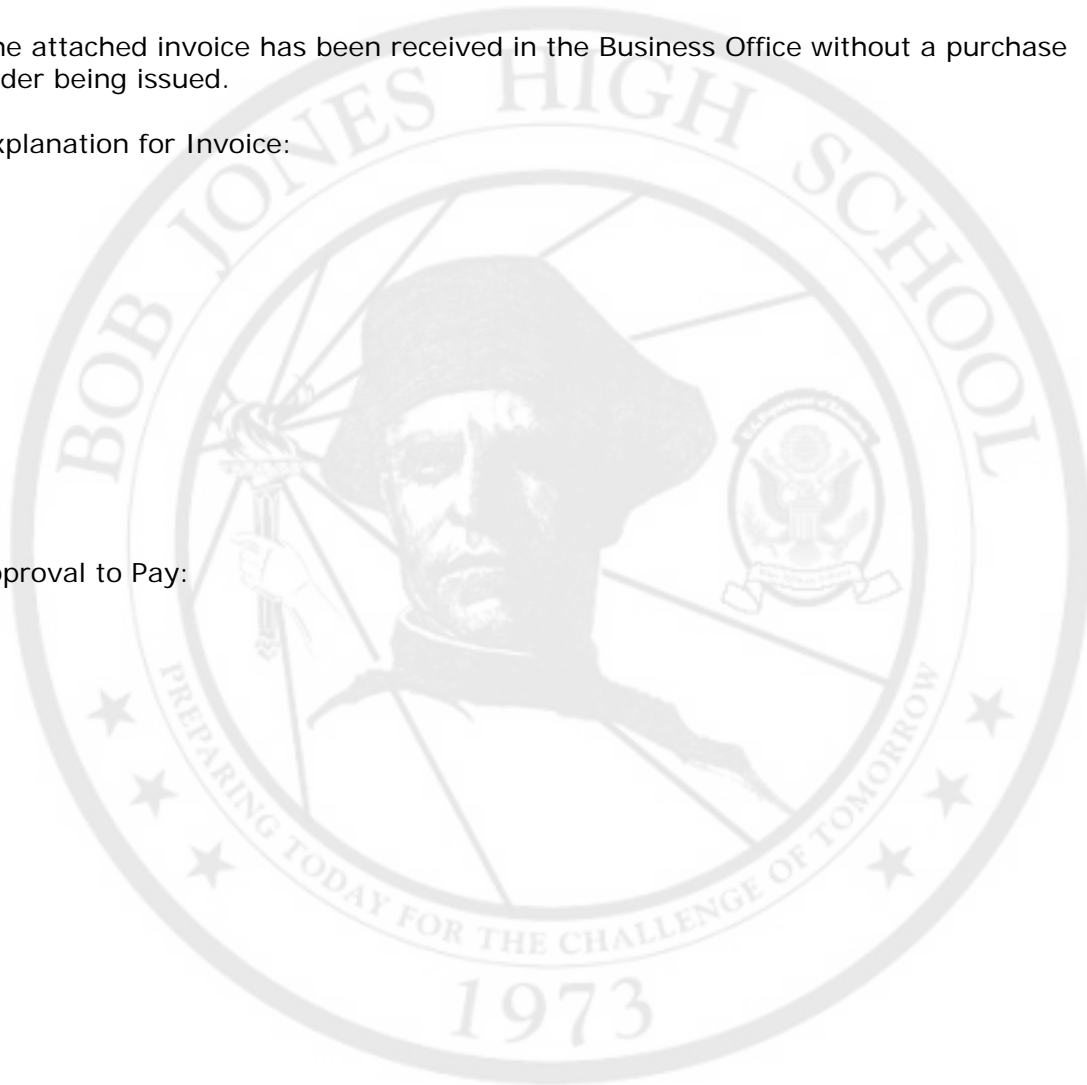 he attached invoice has been received in the Business Office without a purchase
der being issued.
xplanation for Invoice:
pproval to Pay:
BOB JONES HIGH SCHOOL
PREPARING TODAY FOR THE CHALLENGE OF TOMORROW
1973